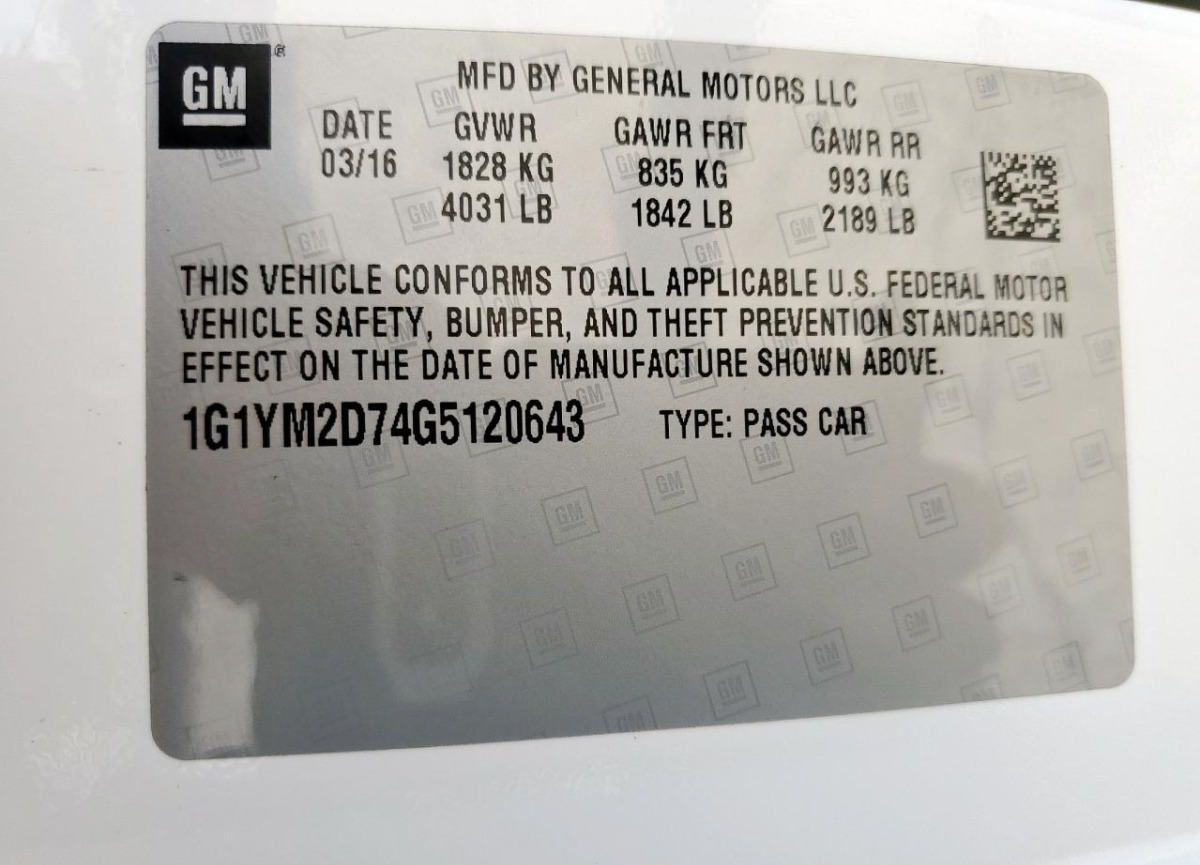 GM ®
MFD BY GENERAL MOTORS LLC
DATE GVWR GAWR FRT GAWR RR
03/16 1828 KG 835 KG 993 KG
4031 LB 1842 LB 2189 LB
THIS VEHICLE CONFORMS TO ALL APPLICABLE U.S. FEDERAL MOTOR
VEHICLE SAFETY, BUMPER, AND THEFT PREVENTION STANDARDS IN
EFFECT ON THE DATE OF MANUFACTURE SHOWN ABOVE.
1G1YM2D74G5120643 TYPE: PASS CAR